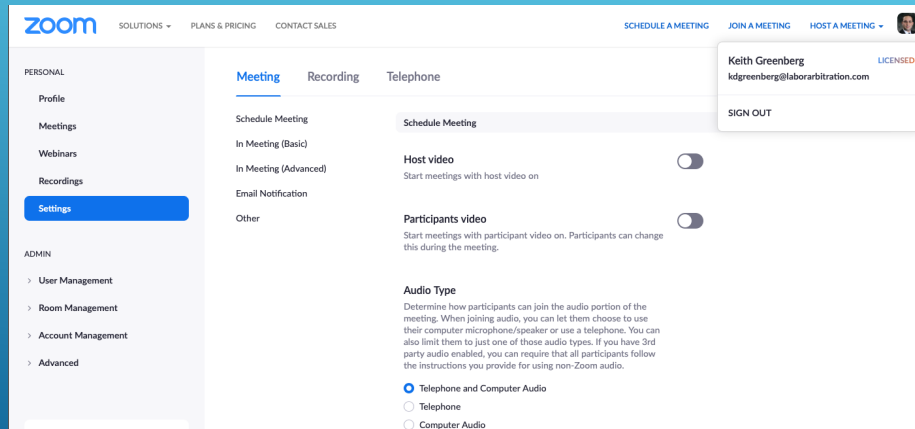 zoom SOLUTIONS PLANS & PRICING CONTACT SALES SCHEDULE A MEETING JOIN A MEETING HOST A MEETING
Keith Greenberg LICENSED
kdgreenberg@laborarbitration.com
SIGN OUT
PERSONAL
Profile
Meetings
Webinars
Recordings
Settings
ADMIN
User Management
Room Management
Account Management
Advanced
Meeting Recording Telephone
Schedule Meeting
In Meeting (Basic)
In Meeting (Advanced)
Email Notification
Other
Schedule Meeting
Host video
Start meetings with host video on
Participants video
Start meetings with participant video on. Participants can change
this during the meeting.
Audio Type
Determine how participants can join the audio portion of the
meeting. When joining audio, you can let them choose to use
their computer microphone/speaker or use a telephone. You can
also limit them to just one of those audio types. If you have 3rd
party audio enabled, you can require that all participants follow
the instructions you provide for using non-Zoom audio.
Telephone and Computer Audio
Telephone
Computer Audio